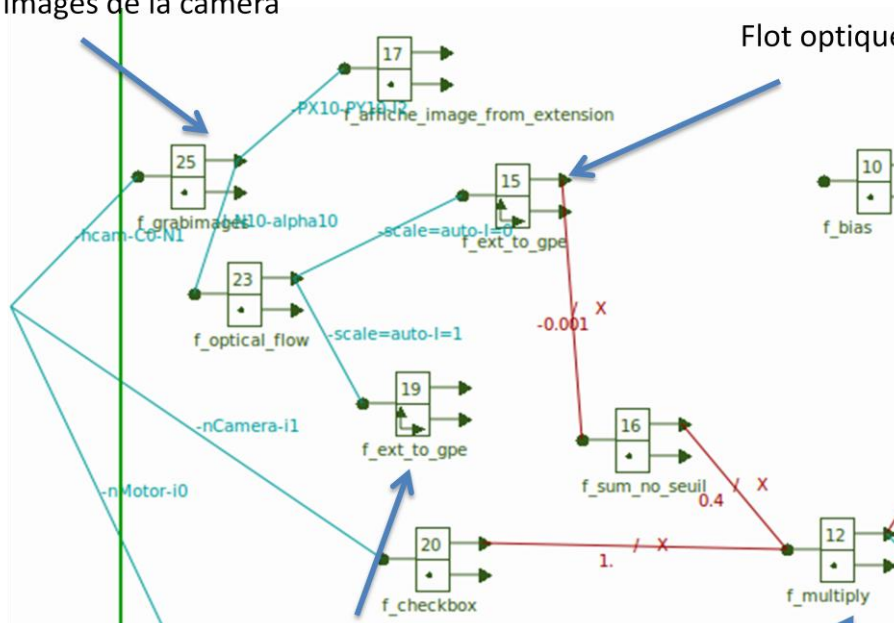 images de la caméra
Flot optique
17
-PX10-PY10-I2
f_affiche_image_from_extension
25
f_grabimages
-hcam-C0-N1
-N10-alpha10
15
-scale=auto-I=0
f_ext_to_gpe
10
f_bias
23
f_optical_flow
/ X
-0.001
-scale=auto-I=1
19
f_ext_to_gpe
-nCamera-i1
16
f_sum_no_seuil
/ X
0.4
-nMotor-i0
20
f_checkbox
/ X
1.
12
f_multiply